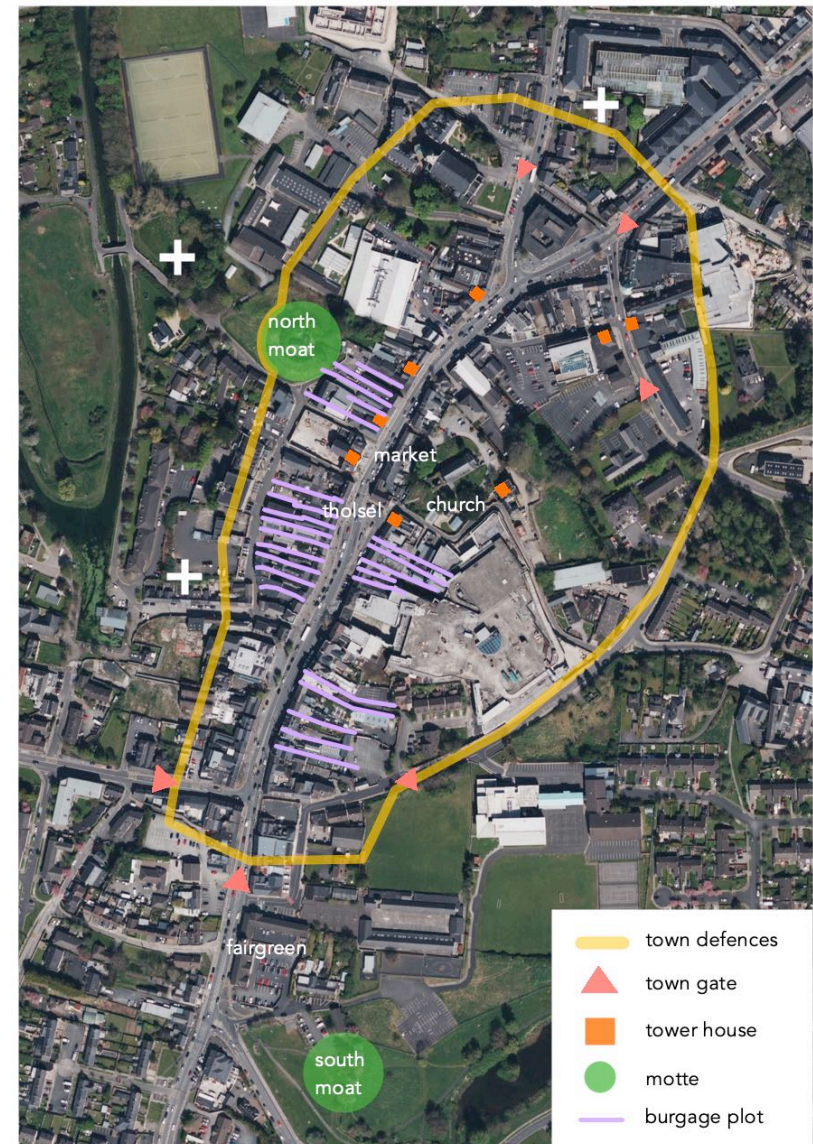 north
moat
market
tholsel
church
fairgreen
south
moat
town defences
town gate
tower house
motte
burgage plot